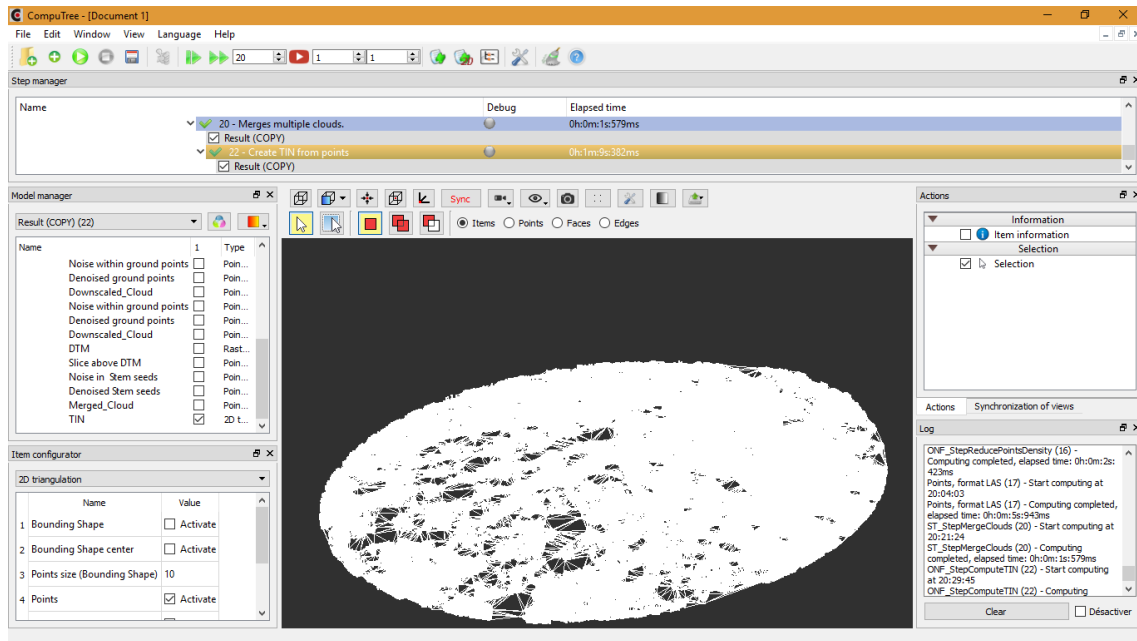 CompuTree - [Document 1]
File Edit Window View Language Help
20 1 1
Step manager
Name Debug Elapsed time
20 - Merges multiple clouds. 0h:0m:1s:579ms
Result (COPY)
22 - Create TIN from points 0h:1m:9s:382ms
Result (COPY)
Model manager
Result (COPY) (22)
Name 1 Type
Noise within ground points Poin...
Denoised ground points Poin...
Downscaled_Cloud Poin...
Noise within ground points Poin...
Denoised ground points Poin...
Downscaled_Cloud Poin...
DTM Rast...
Slice above DTM Poin...
Noise in Stem seeds Poin...
Denoised Stem seeds Poin...
Merged_Cloud Poin...
TIN 2D t...
Item configurator
2D triangulation
Name Value
1 Bounding Shape Activate
2 Bounding Shape center Activate
3 Points size (Bounding Shape) 10
4 Points Activate
Sync
Items Points Faces Edges
Actions
Information
Item information
Selection
Selection
Actions Synchronization of views
Log
ONF_StepReducePointsDensity (16) -
Computing completed, elapsed time: 0h:0m:2s:
423ms
Points, format LAS (17) - Start computing at
20:04:03
Points, format LAS (17) - Computing completed,
elapsed time: 0h:0m:5s:943ms
ST_StepMergeClouds (20) - Start computing at
20:21:24
ST_StepMergeClouds (20) - Computing
completed, elapsed time: 0h:0m:1s:579ms
ONF_StepComputeTIN (22) - Start computing
at 20:29:45
ONF_StepComputeTIN (22) - Computing
Clear Désactiver